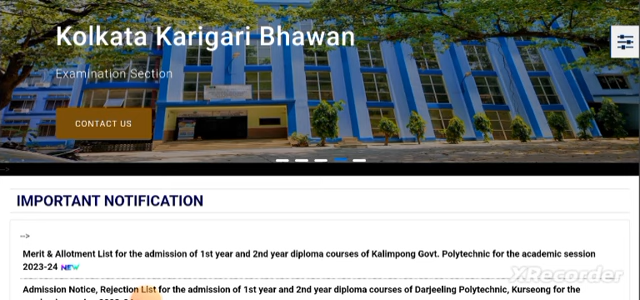 Kolkata Karigari Bhawan
Examination Section
CONTACT US
IMPORTANT NOTIFICATION
-->
Merit & Allotment List for the admission of 1st year and 2nd year diploma courses of Kalimpong Govt. Polytechnic for the academic session
2023-24 NEW
XRecorder
Admission Notice, Rejection List for the admission of 1st year and 2nd year diploma courses of Darjeeling Polytechnic, Kurseong for the